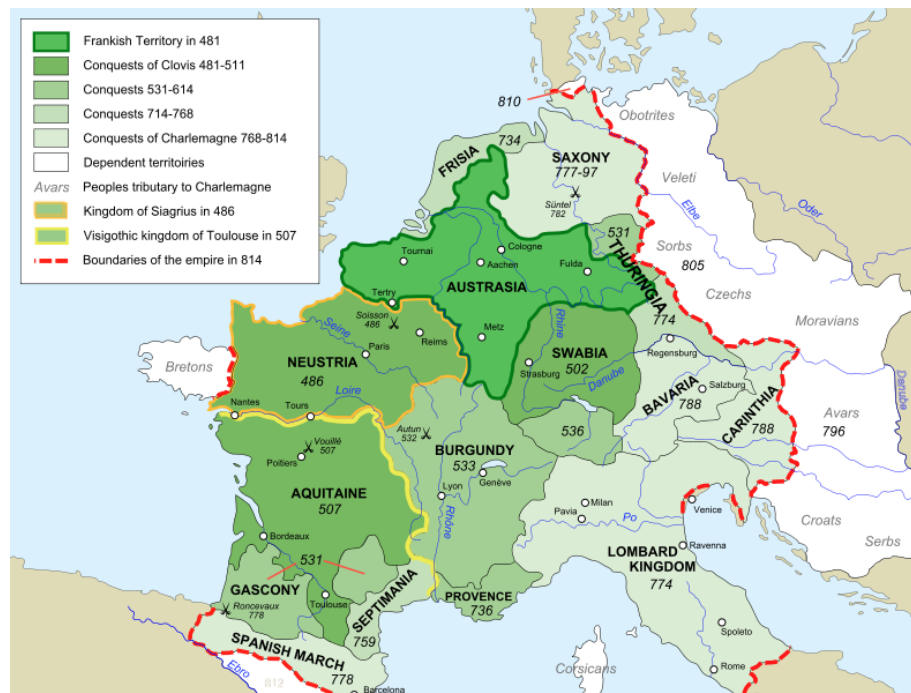 Frankish Territory in 481
Conquests of Clovis 481-511
Conquests 531-614
Conquests 714-768
Conquests of Charlemagne 768-814
Dependent territoiries
Avars Peoples tributary to Charlemagne
Kingdom of Siagrius in 486
Visigothic kingdom of Toulouse in 507
Boundaries of the empire in 814
810
Obotrites
734
FRISIA
SAXONY
777-97
Süntel
782
Veleti
Elbe
Oder
Tournai
Cologne
Aachen
Fulda
531
THURINGIA
Sorbs
805
AUSTRASIA
Czechs
Tertry
Soisson
486
Reims
Metz
774
Moravians
Seine
Paris
Rhine
SWABIA
502
Regensburg
Bretons
NEUSTRIA
486
Strasburg
Danube
BAVARIA
788
Salzburg
CARINTHIA
788
Danube
Loire
Nantes
Tours
Autun
532
536
Avars
796
Vouillé
507
Poitiers
BURGUNDY
533
Genève
Lyon
AQUITAINE
507
Rhône
Milan
Pavia
Po
Venice
Croats
Serbs
Bordeaux
Ravenna
LOMBARD
KINGDOM
774
531
GASCONY
Toulouse
SEPTIMANIA
759
PROVENCE
736
Roncevaux
778
Spoleto
SPANISH MARCH
778
Corsicans
Rome
Ebro
812
Barcelona